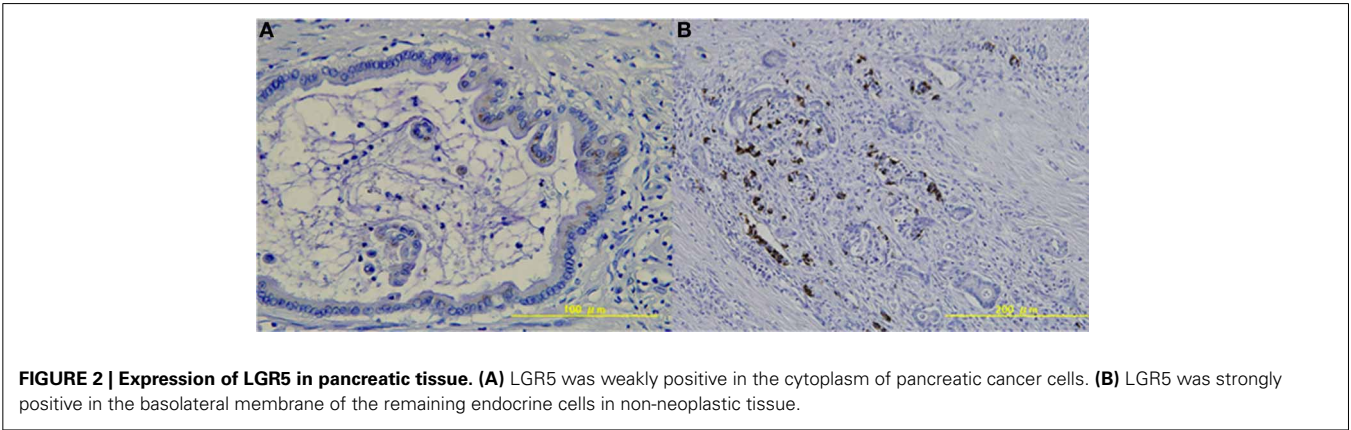 A
B
100 μm
200 μm
FIGURE 2 | Expression of LGR5 in pancreatic tissue. (A) LGR5 was weakly positive in the cytoplasm of pancreatic cancer cells. (B) LGR5 was strongly
positive in the basolateral membrane of the remaining endocrine cells in non-neoplastic tissue.